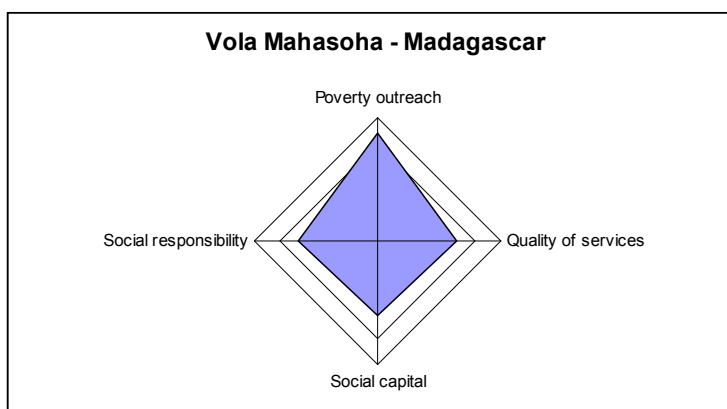 Vola Mahasoha - Madagascar
Poverty outreach
Social responsibility
Quality of services
Social capital